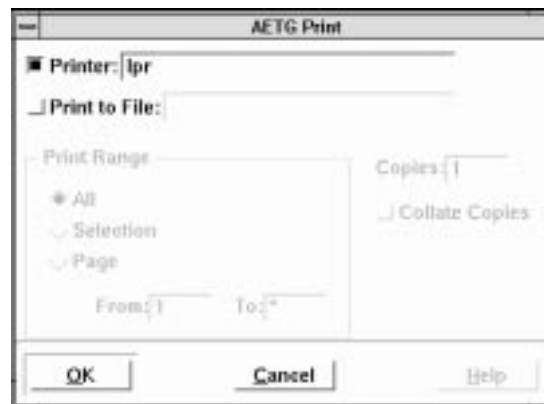 AETG Print
Printer: lpr
Print to File:
Print Range
All
Selection
Page
From: 1 To: *
Copies: 1
Collate Copies
OK Cancel Help